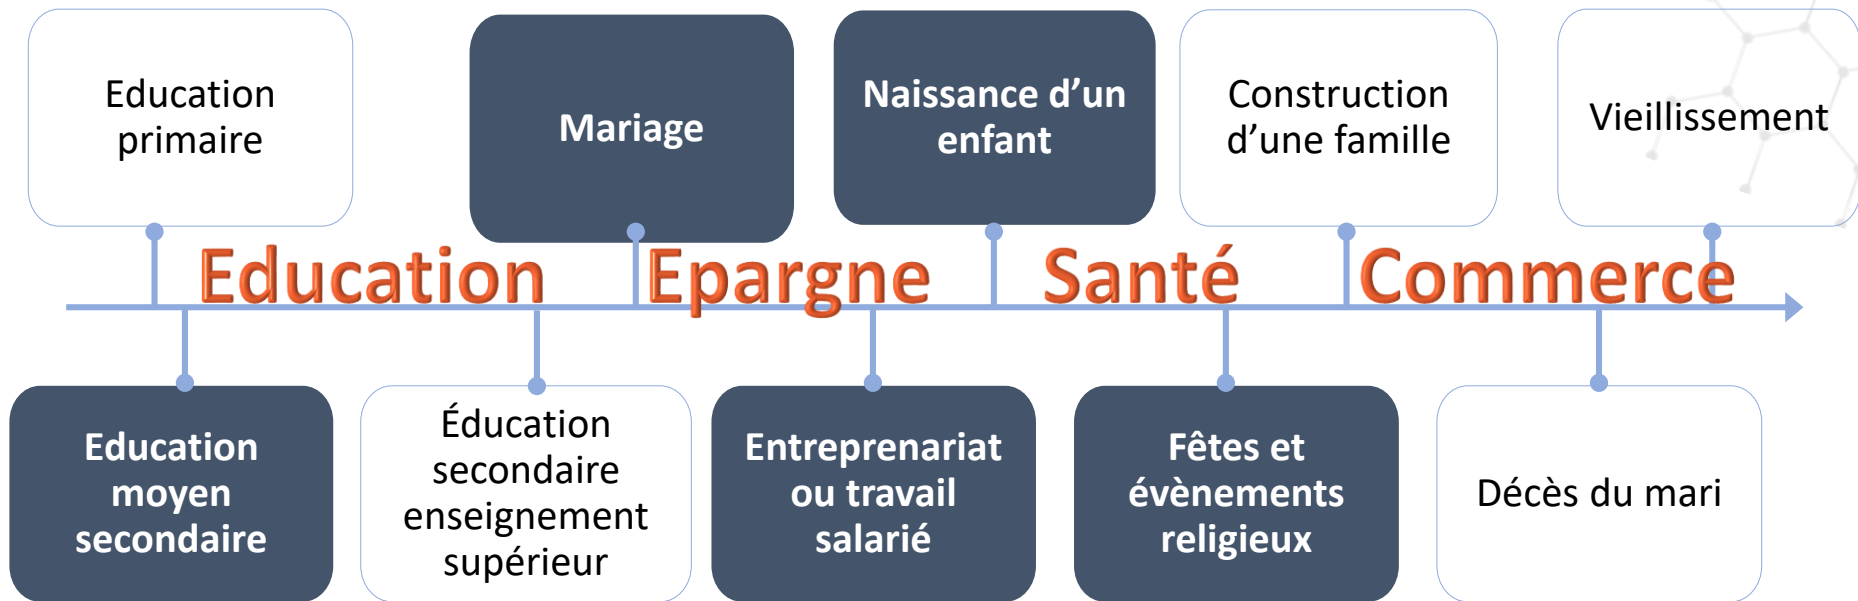 Education
primaire
Mariage
Naissance d’un
enfant
Construction
d’une famille
Vieillissement
Education
Epargne
Santé
Commerce
Education
moyen
secondaire
Éducation
secondaire
enseignement
supérieur
Entreprenariat
ou travail
salarié
Fêtes et
évènements
religieux
Décès du mari